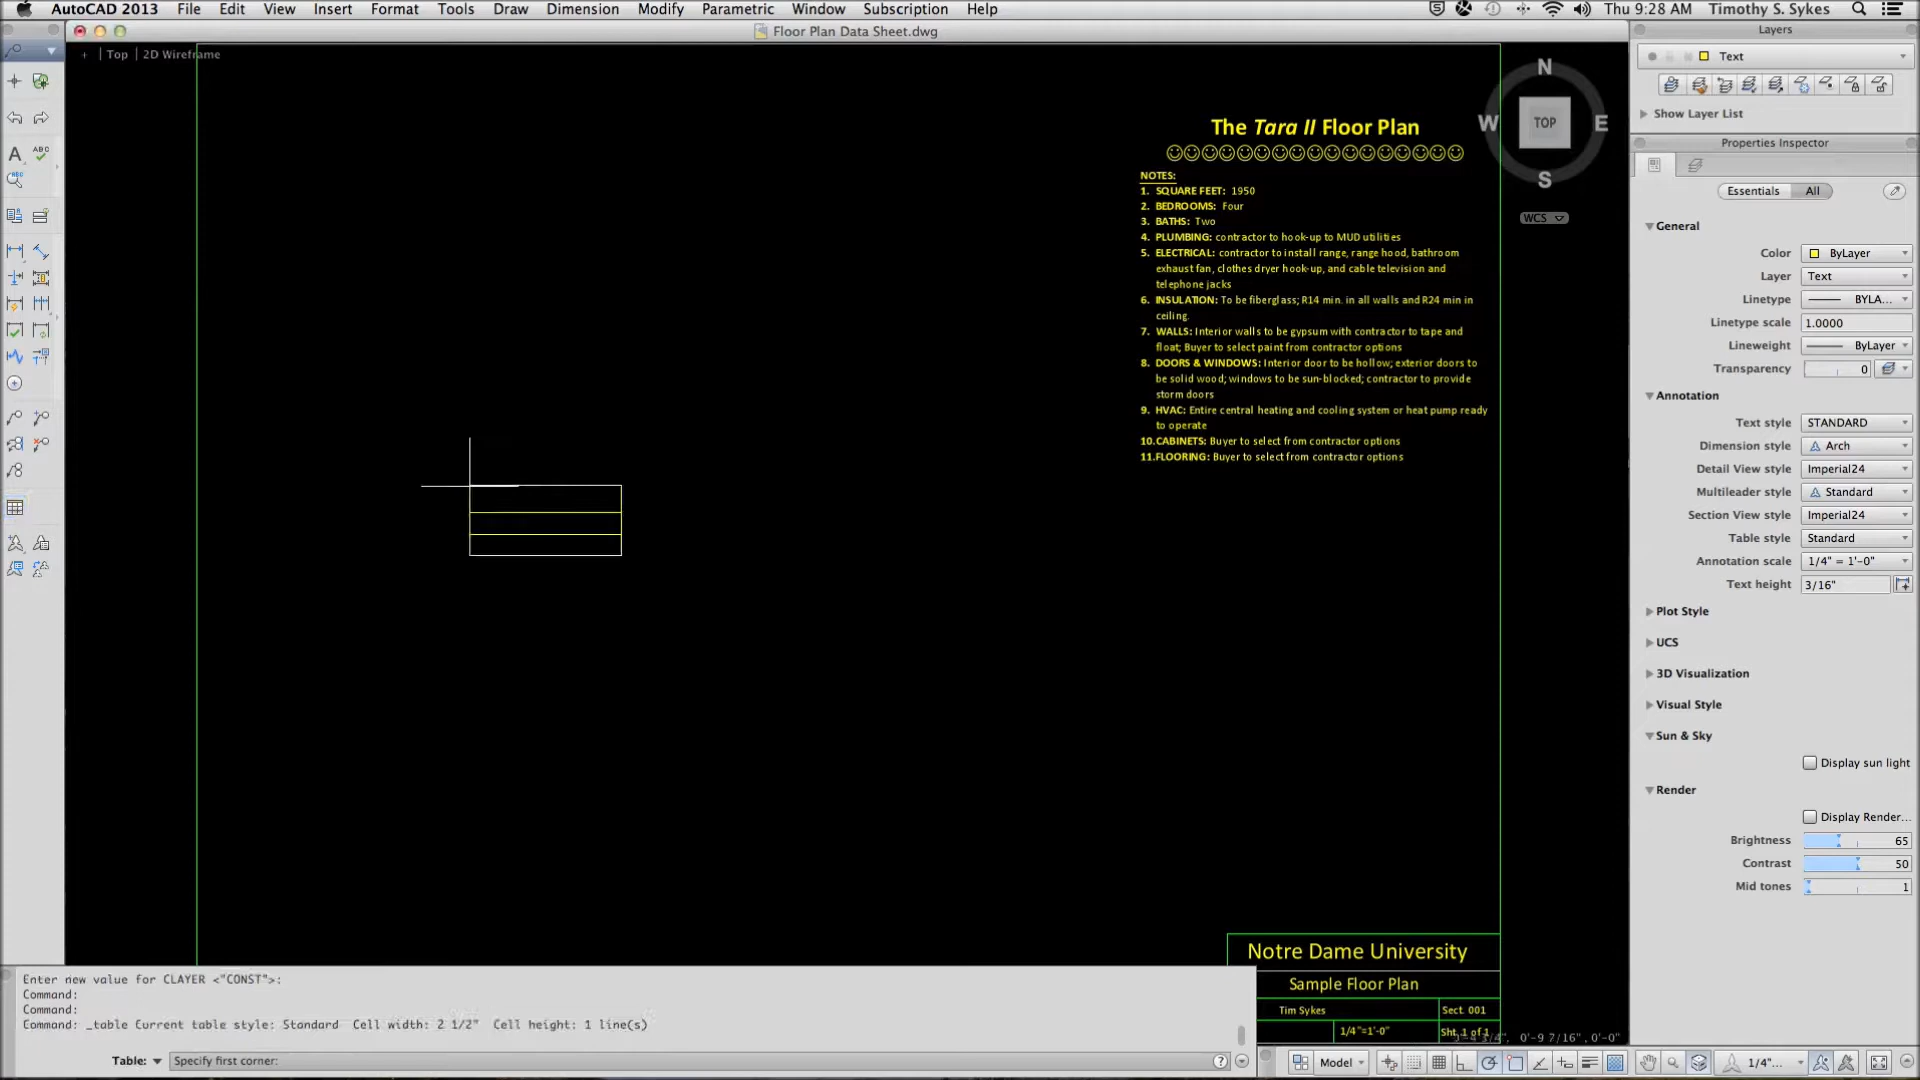 AutoCAD 2013 File Edit View Insert Format Tools Draw Dimension Modify Parametric Window Subscription Help Thu 9:28 AM Timothy S. Sykes
Floor Plan Data Sheet.dwg
+ | Top | 2D Wireframe
N
W TOP E
S
WCS
The Tara II Floor Plan
NOTES:
1. SQUARE FEET: 1950
2. BEDROOMS: Four
3. BATHS: Two
4. PLUMBING: contractor to hook-up to MUD utilities
5. ELECTRICAL: contractor to install range, range hood, bathroom
exhaust fan, clothes dryer hook-up, and cable television and
telephone jacks
6. INSULATION: To be fiberglass; R14 min. in all walls and R24 min in
ceiling.
7. WALLS: Interior walls to be gypsum with contractor to tape and
float; Buyer to select paint from contractor options
8. DOORS & WINDOWS: Interior door to be hollow; exterior doors to
be solid wood; windows to be sun-blocked; contractor to provide
storm doors
9. HVAC: Entire central heating and cooling system or heat pump ready
to operate
10.CABINETS: Buyer to select from contractor options
11.FLOORING: Buyer to select from contractor options
Notre Dame University
Sample Floor Plan
Tim Sykes Sect. 001
1/4"=1'-0" Sht. 1 of 1
0'-9 7/16", 0'-0"
Layers
Text
Show Layer List
Properties Inspector
Essentials All
General
Color ByLayer
Layer Text
Linetype BYLA...
Linetype scale 1.0000
Lineweight ByLayer
Transparency 0
Annotation
Text style STANDARD
Dimension style Arch
Detail View style Imperial24
Multileader style Standard
Section View style Imperial24
Table style Standard
Annotation scale 1/4" = 1'-0"
Text height 3/16"
Plot Style
UCS
3D Visualization
Visual Style
Sun & Sky
Display sun light
Render
Display Render...
Brightness 65
Contrast 50
Mid tones 1
Enter new value for CLAYER <"CONST">:
Command:
Command:
Command: _table Current table style: Standard Cell width: 2 1/2" Cell height: 1 line(s)
Table: Specify first corner:
Model
1/4"...